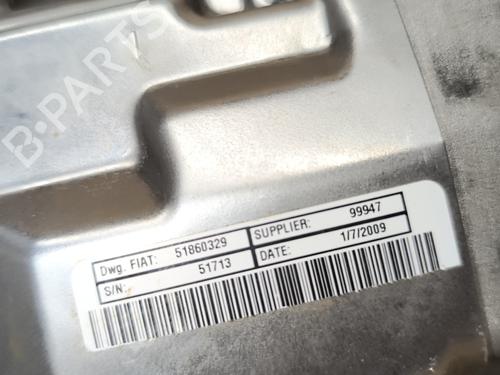 B-PARTS
Dwg. FIAT: 51860329 SUPPLIER: 99947
S/N: 51713 DATE: 1/7/2009